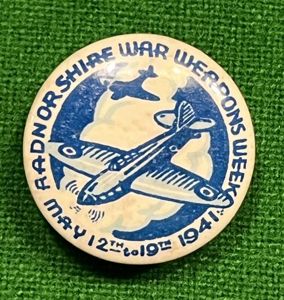 RADNORSHIRE WAR WEAPONS WEEK
MAY 12TH to 19TH 1941